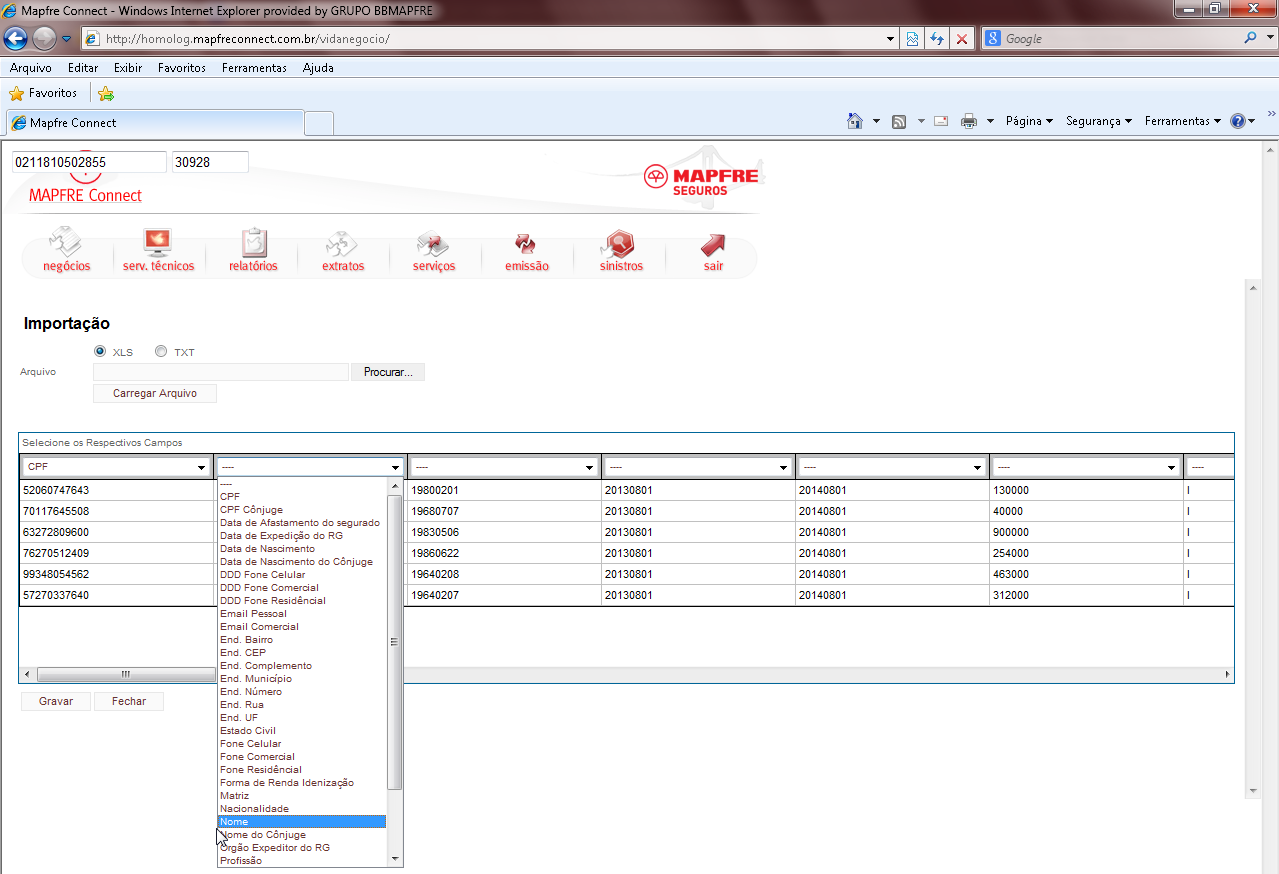 Mapfre Connect - Windows Internet Explorer provided by GRUPO BBMAPFRE
http://homolog.mapfreconnect.com.br/vidanegocio/
Google
Arquivo Editar Exibir Favoritos Ferramentas Ajuda
Favoritos
Mapfre Connect
Página Segurança Ferramentas
0211810502855 30928
MAPFRE Connect
MAPFRE
SEGUROS
negócios serv. técnicos relatórios extratos serviços emissão sinistros sair
Importação
XLS TXT
Arquivo Procurar...
Carregar Arquivo
Selecione os Respectivos Campos
CPF ---- ---- ---- ---- ---- ----
52060747643 19800201 20130801 20140801 130000 I
70117645508 19680707 20130801 20140801 40000 I
63272809600 19830506 20130801 20140801 900000 I
76270512409 19860622 20130801 20140801 254000 I
99348054562 19640208 20130801 20140801 463000 I
57270337640 19640207 20130801 20140801 312000 I
----
CPF
CPF Cônjuge
Data de Afastamento do segurado
Data de Expedição do RG
Data de Nascimento
Data de Nascimento do Cônjuge
DDD Fone Celular
DDD Fone Comercial
DDD Fone Residêncial
Email Pessoal
Email Comercial
End. Bairro
End. CEP
End. Complemento
End. Município
End. Número
End. Rua
End. UF
Estado Civil
Fone Celular
Fone Comercial
Fone Residêncial
Forma de Renda Idenização
Matriz
Nacionalidade
Nome
Nome do Cônjuge
Orgão Expeditor do RG
Profissão
Gravar Fechar